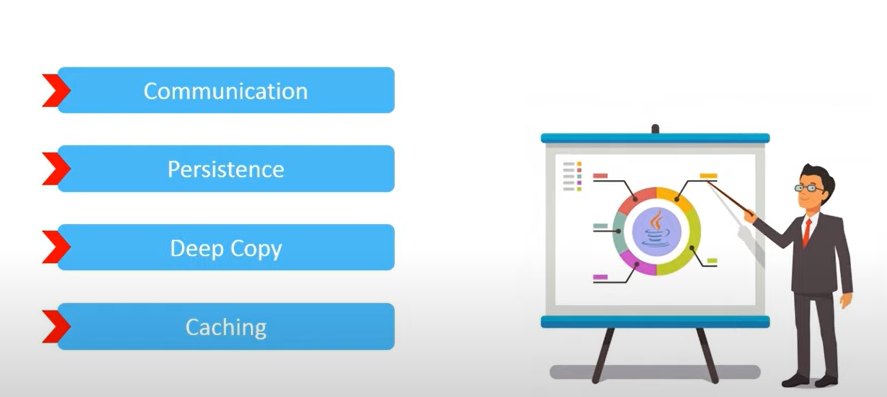 Communication
Persistence
Deep Copy
Caching